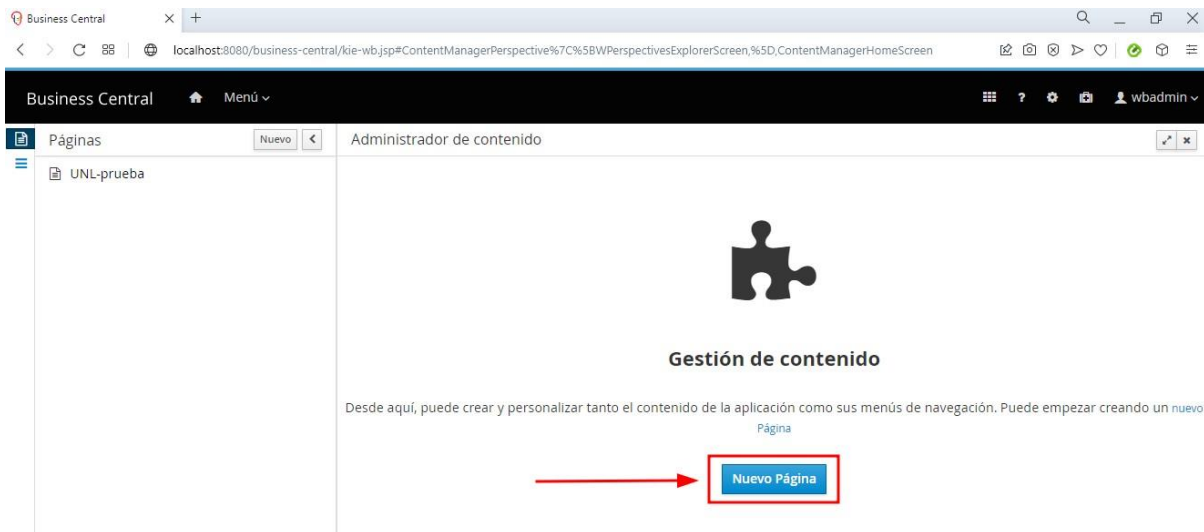 Business Central
localhost:8080/business-central/kie-wb.jsp#ContentManagerPerspective%7C%5BWPerspectivesExplorerScreen,%5D,ContentManagerHomeScreen
Business Central Menú ? wbadmin
Páginas Nuevo Administrador de contenido
UNL-prueba
Gestión de contenido
Desde aquí, puede crear y personalizar tanto el contenido de la aplicación como sus menús de navegación. Puede empezar creando un nuevo
Página
Nuevo Página